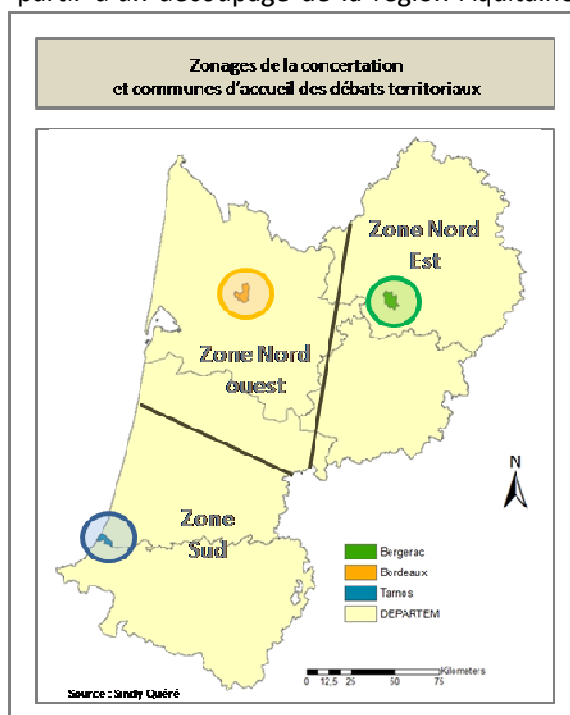 partir d'un découpage de la région Aquitaine
Zonages de la concertation
et communes d'accueil des débats territoriaux
Zone Nord
Est
Zone Nord
ouest
Zone
Sud
N
Bergerac
Bordeaux
Tarnos
DEPARTEM
Kilometers
0 12,5 25 50 75
Source : Sindy Quéré